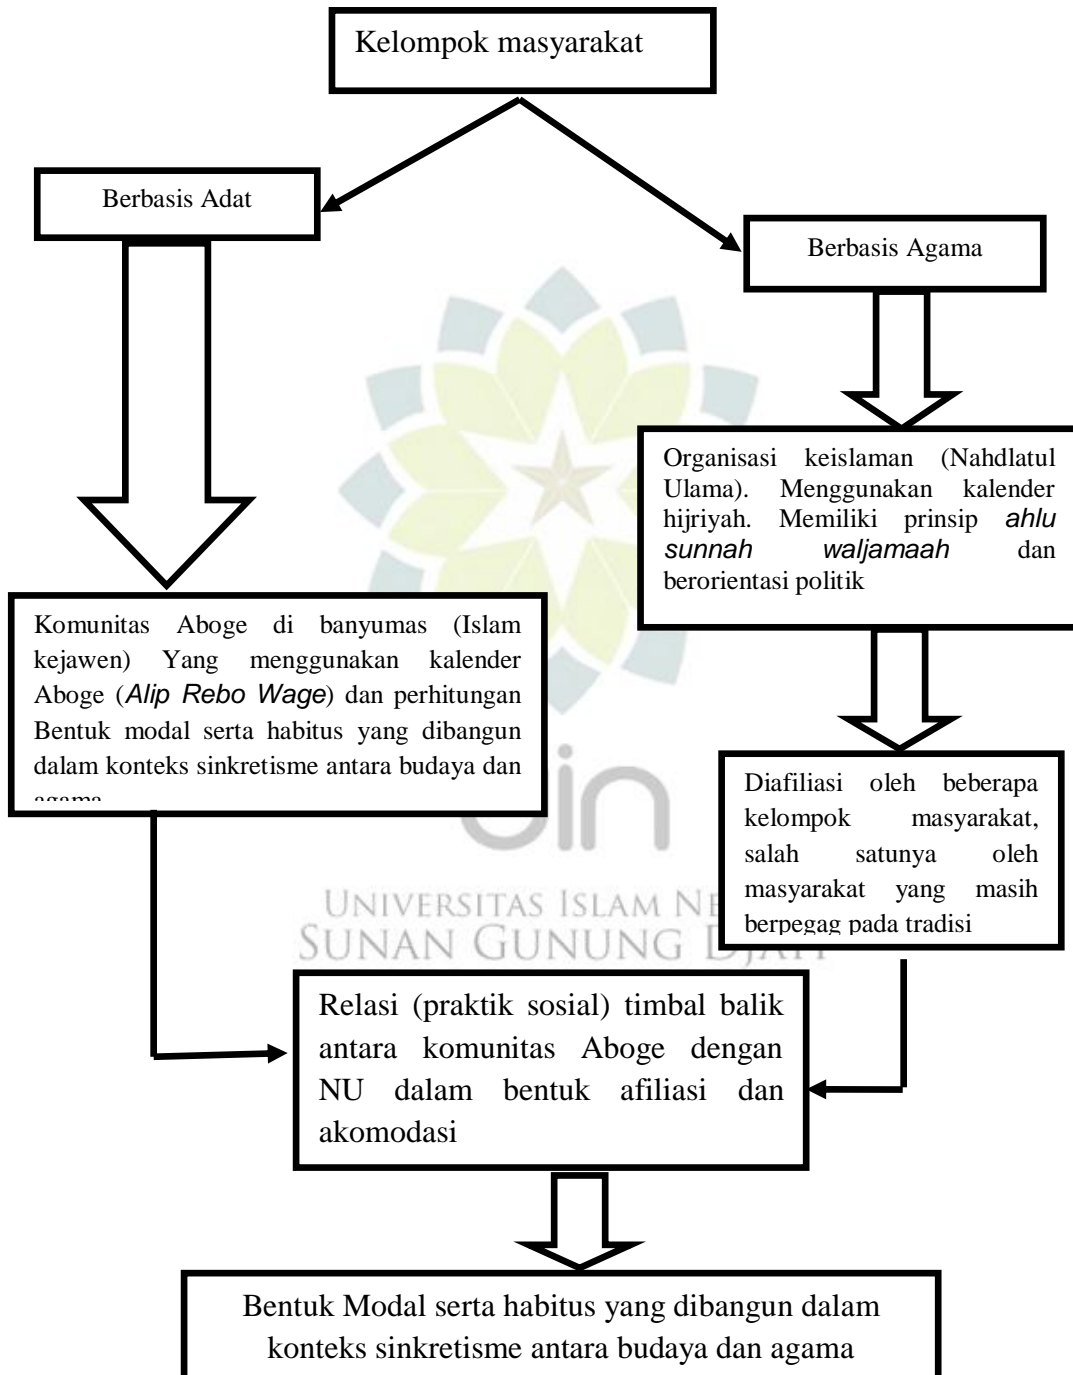 Kelompok masyarakat
Berbasis Adat
Berbasis Agama
Organisasi keislaman (Nahdlatul
Ulama). Menggunakan kalender
hijriyah. Memiliki prinsip ahlu
sunnah waljamaah dan
berorientasi politik
Komunitas Aboge di banyumas (Islam
kejawen) Yang menggunakan kalender
Aboge (Alip Rebo Wage) dan perhitungan
Bentuk modal serta habitus yang dibangun
dalam konteks sinkretisme antara budaya dan
agama
Diafiliasi oleh beberapa
kelompok masyarakat,
salah satunya oleh
masyarakat yang masih
berpegag pada tradisi
uin
UNIVERSITAS ISLAM NE
SUNAN GUNUNG DJATI
Relasi (praktik sosial) timbal balik
antara komunitas Aboge dengan
NU dalam bentuk afiliasi dan
akomodasi
Bentuk Modal serta habitus yang dibangun dalam
konteks sinkretisme antara budaya dan agama